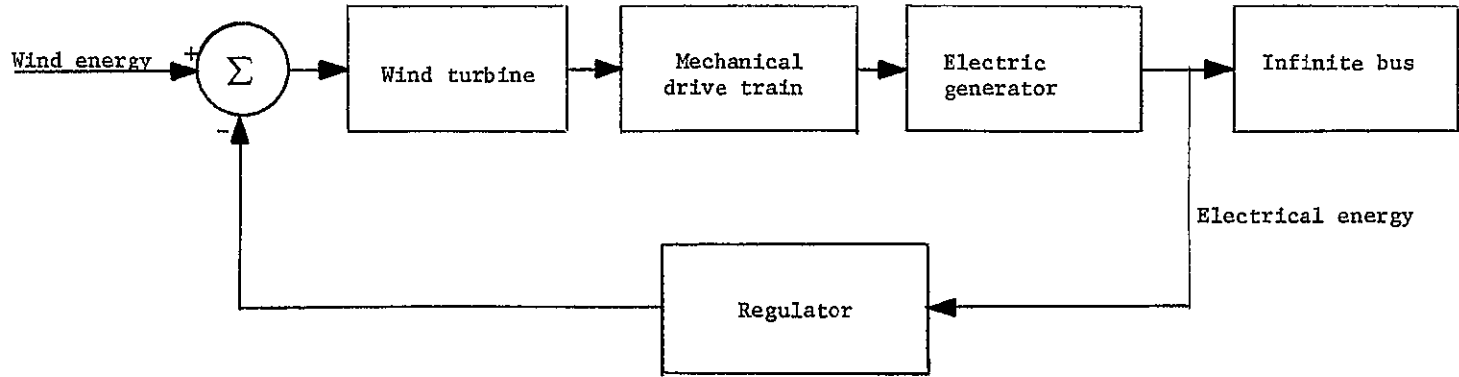 Wind energy
+
Σ
-
Wind turbine
Mechanical
drive train
Electric
generator
Infinite bus
Electrical energy
Regulator